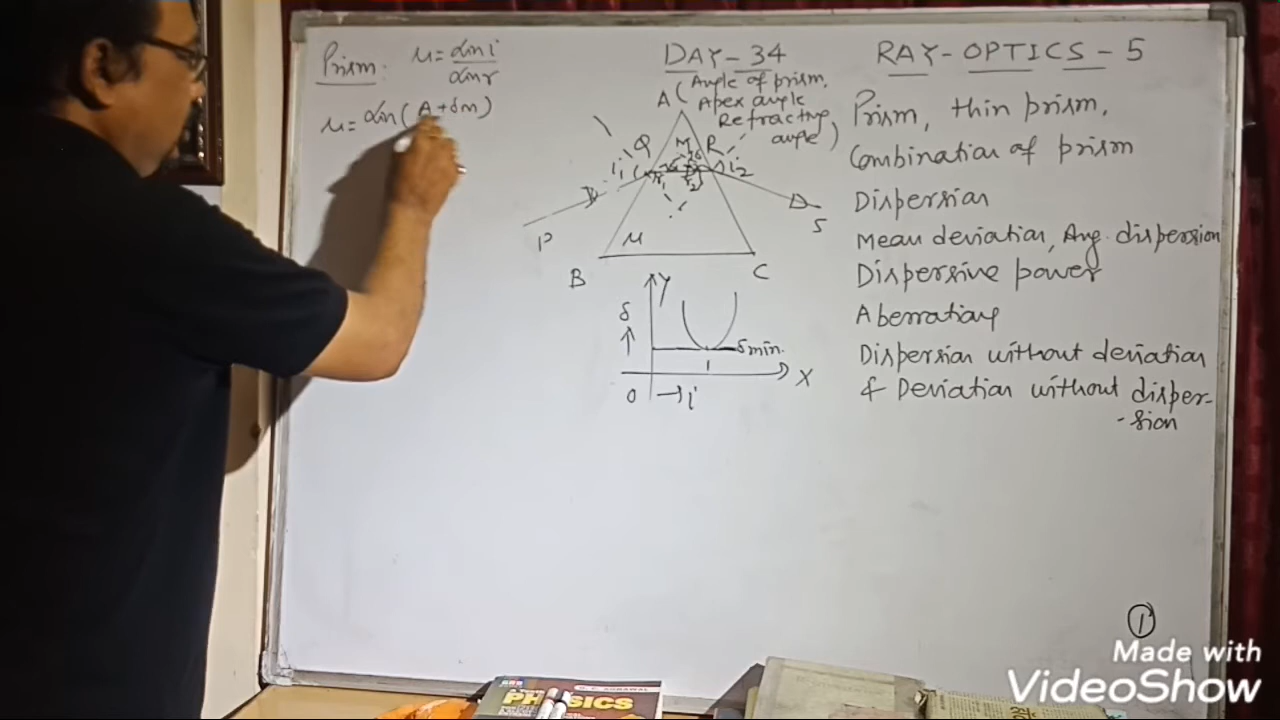 Prism. μ = sin i
sin r
μ = sin (A + δm)
DAY - 34
RAY - OPTICS - 5
A (Angle of prism,
Apex angle
Refracting
angle)
Q M R
i1 r1 r2 i2
P S
μ
B C
Y
δ
δmin.
O → i X
Prism, thin prism,
Combination of prism
Dispersion
Mean deviation, Ang. dispersion
Dispersive power
Aberration
Dispersion without deviation
& Deviation without disper-
-sion
1
Made with
VideoShow
PHYSICS